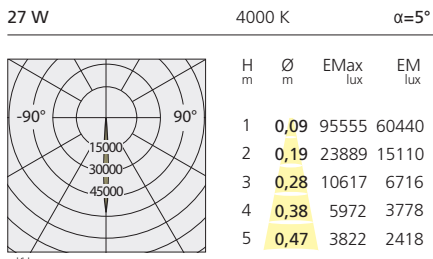 27 W 4000 K α=5°
H Ø EMax EM
m m lux lux
-90° 90°
15000
30000
45000
1 0,09 95555 60440
2 0,19 23889 15110
3 0,28 10617 6716
4 0,38 5972 3778
5 0,47 3822 2418